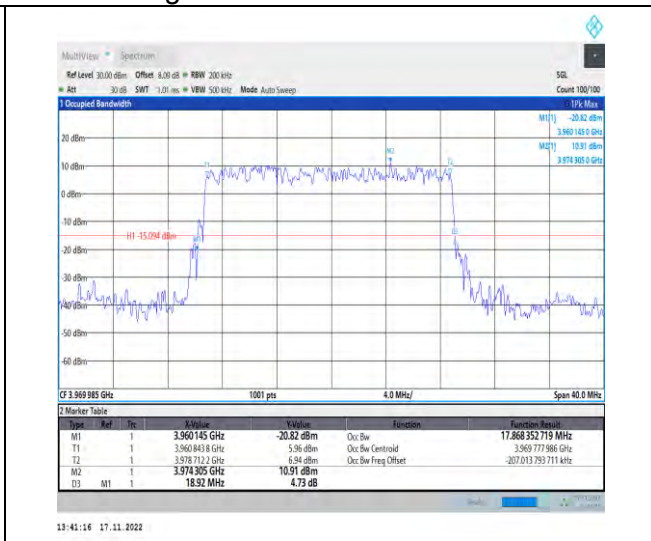 MultiView Spectrum
Ref Level 30.00 dBm Offset 8.00 dB RBW 200 kHz SGL
Att 30 dB SWT 1.01 ms VBW 500 kHz Mode Auto Sweep Count 100/100
1 Occupied Bandwidth 1Pk Max
M1[1] -20.82 dBm
3.960 145 0 GHz
M2[1] 10.91 dBm
3.974 305 0 GHz
20 dBm
M2
T1 T2
10 dBm
0 dBm
-10 dBm
D3
H1 -15.094 dBm
M1
-20 dBm
-30 dBm
-40 dBm
-50 dBm
-60 dBm
CF 3.969 985 GHz 1001 pts 4.0 MHz/ Span 40.0 MHz
2 Marker Table
Type Ref Trc X-Value Y-Value Function Function Result
M1 1 3.960145 GHz -20.82 dBm Occ Bw 17.868 352 719 MHz
T1 1 3.960 843 8 GHz 5.96 dBm Occ Bw Centroid 3.969 777 986 GHz
T2 1 3.978 712 2 GHz 6.94 dBm Occ Bw Freq Offset -207.013 793 711 kHz
M2 1 3.974305 GHz 10.91 dBm
D3 M1 1 18.92 MHz 4.73 dB
13:41:16 17.11.2022